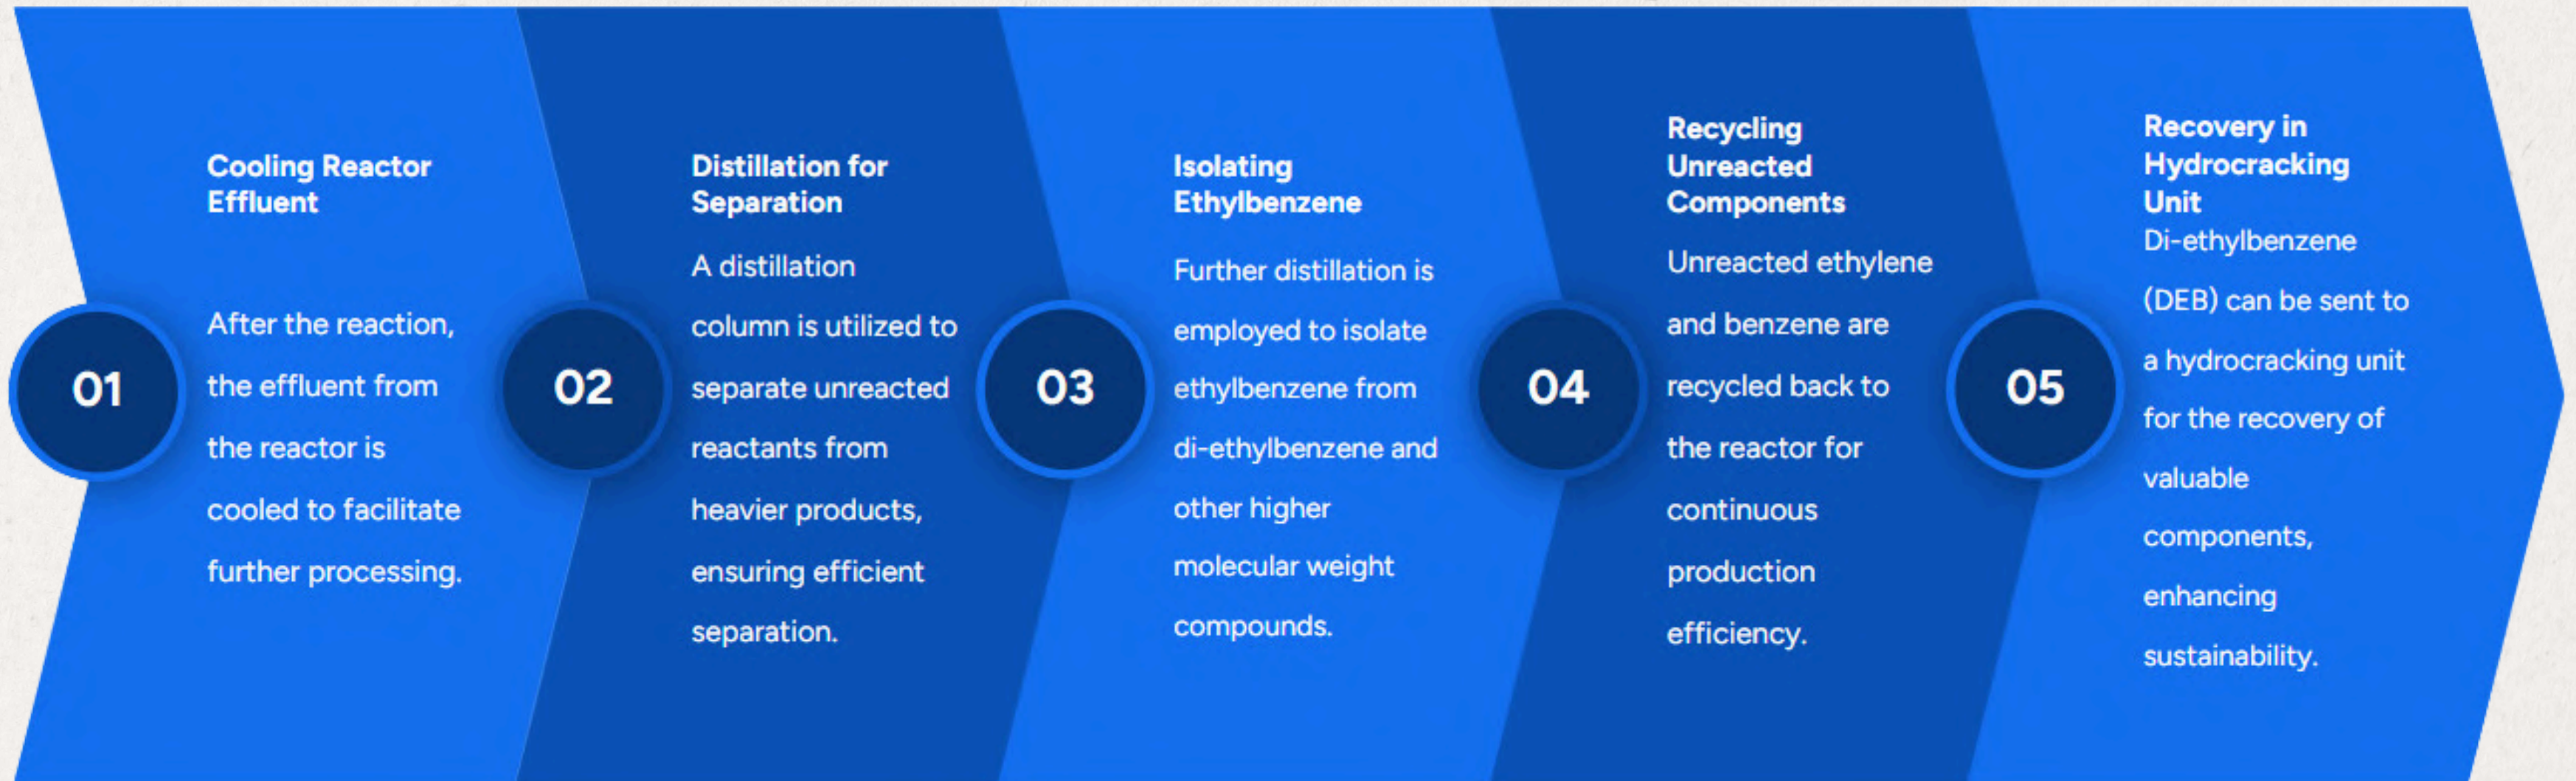 01
Cooling Reactor
Effluent
After the reaction,
the effluent from
the reactor is
cooled to facilitate
further processing.
02
Distillation for
Separation
A distillation
column is utilized to
separate unreacted
reactants from
heavier products,
ensuring efficient
separation.
03
Isolating
Ethylbenzene
Further distillation is
employed to isolate
ethylbenzene from
di-ethylbenzene and
other higher
molecular weight
compounds.
04
Recycling
Unreacted
Components
Unreacted ethylene
and benzene are
recycled back to
the reactor for
continuous
production
efficiency.
05
Recovery in
Hydrocracking
Unit
Di-ethylbenzene
(DEB) can be sent to
a hydrocracking unit
for the recovery of
valuable
components,
enhancing
sustainability.